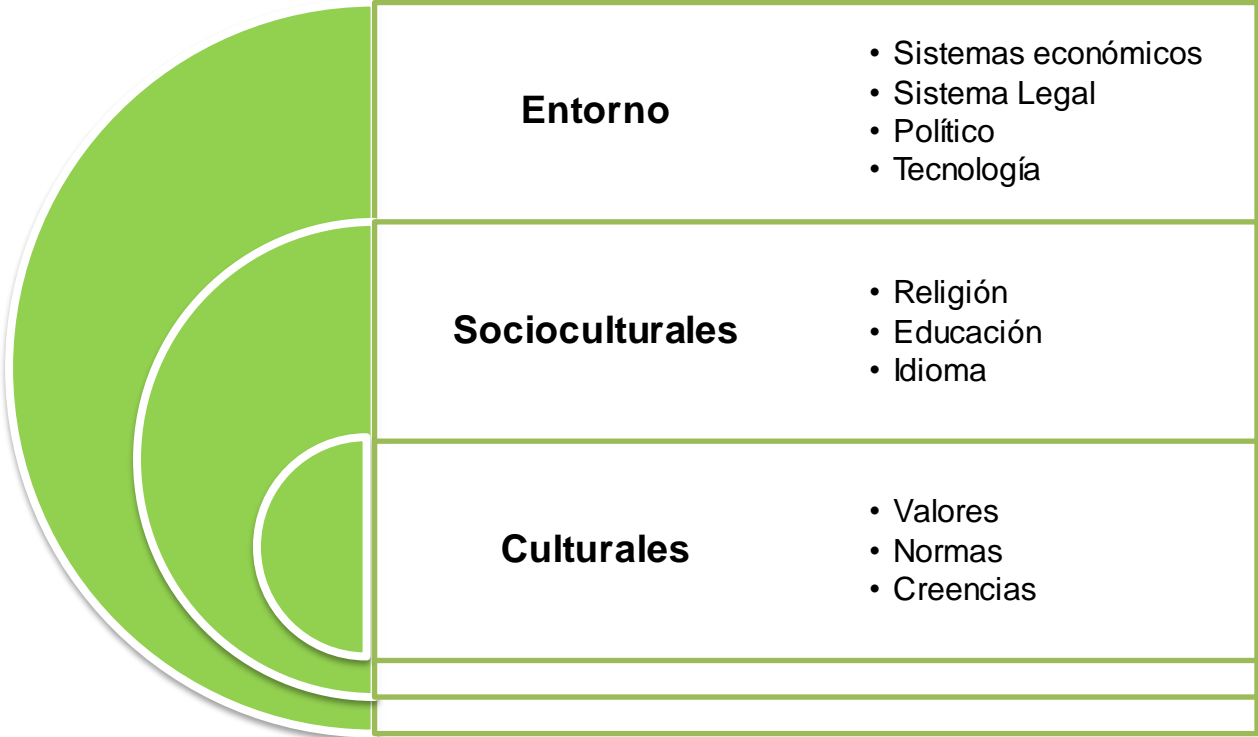 Entorno
• Sistemas económicos
• Sistema Legal
• Político
• Tecnología
Socioculturales
• Religión
• Educación
• Idioma
Culturales
• Valores
• Normas
• Creencias